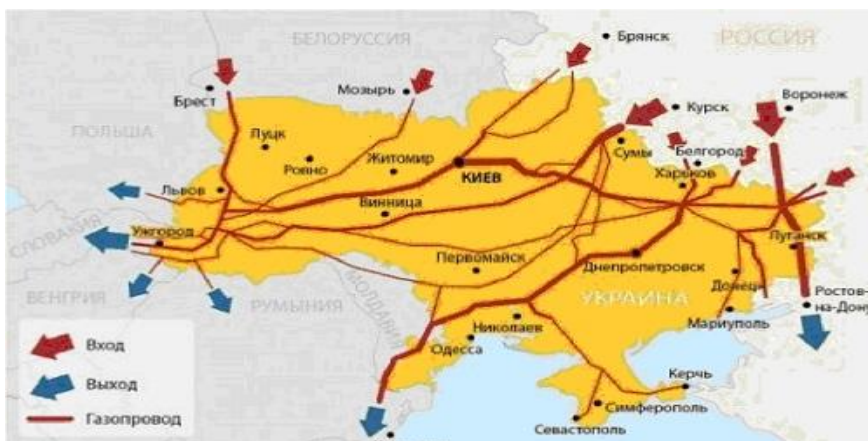 БЕЛОРУССИЯ
Брянск
РОССИЯ
Брест
Мозырь
Курск
Воронеж
ПОЛЬША
Луцк
Ровно
Житомир
КИЕВ
Сумы
Белгород
Харьков
Львов
Винница
СЛОВАКИЯ
Ужгород
Первомайск
Днепропетровск
Луганск
ВЕНГРИЯ
РУМЫНИЯ
МОЛДАВИЯ
УКРАИНА
Донецк
Ростов-
на-Дону
Николаев
Мариуполь
Одесса
Керчь
Симферополь
Севастополь
Вход
Выход
Газопровод